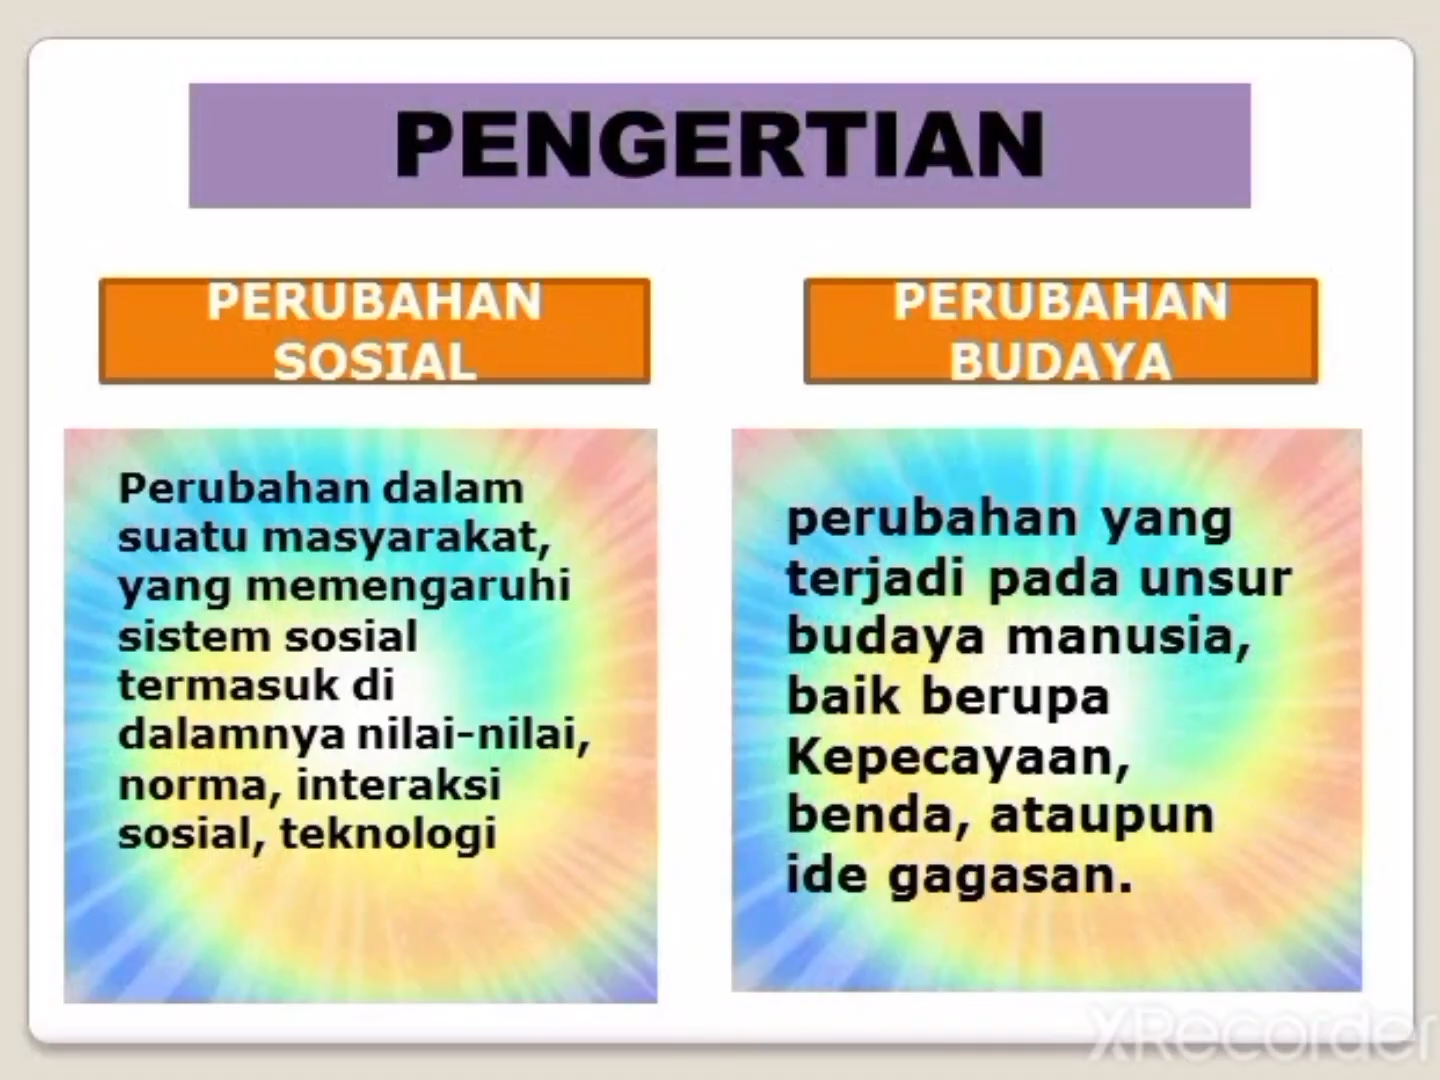 PENGERTIAN
PERUBAHAN
SOSIAL
Perubahan dalam
suatu masyarakat,
yang memengaruhi
sistem sosial
termasuk di
dalamnya nilai-nilai,
norma, interaksi
sosial, teknologi
PERUBAHAN
BUDAYA
perubahan yang
terjadi pada unsur
budaya manusia,
baik berupa
Kepecayaan,
benda, ataupun
ide gagasan.
XRecorder